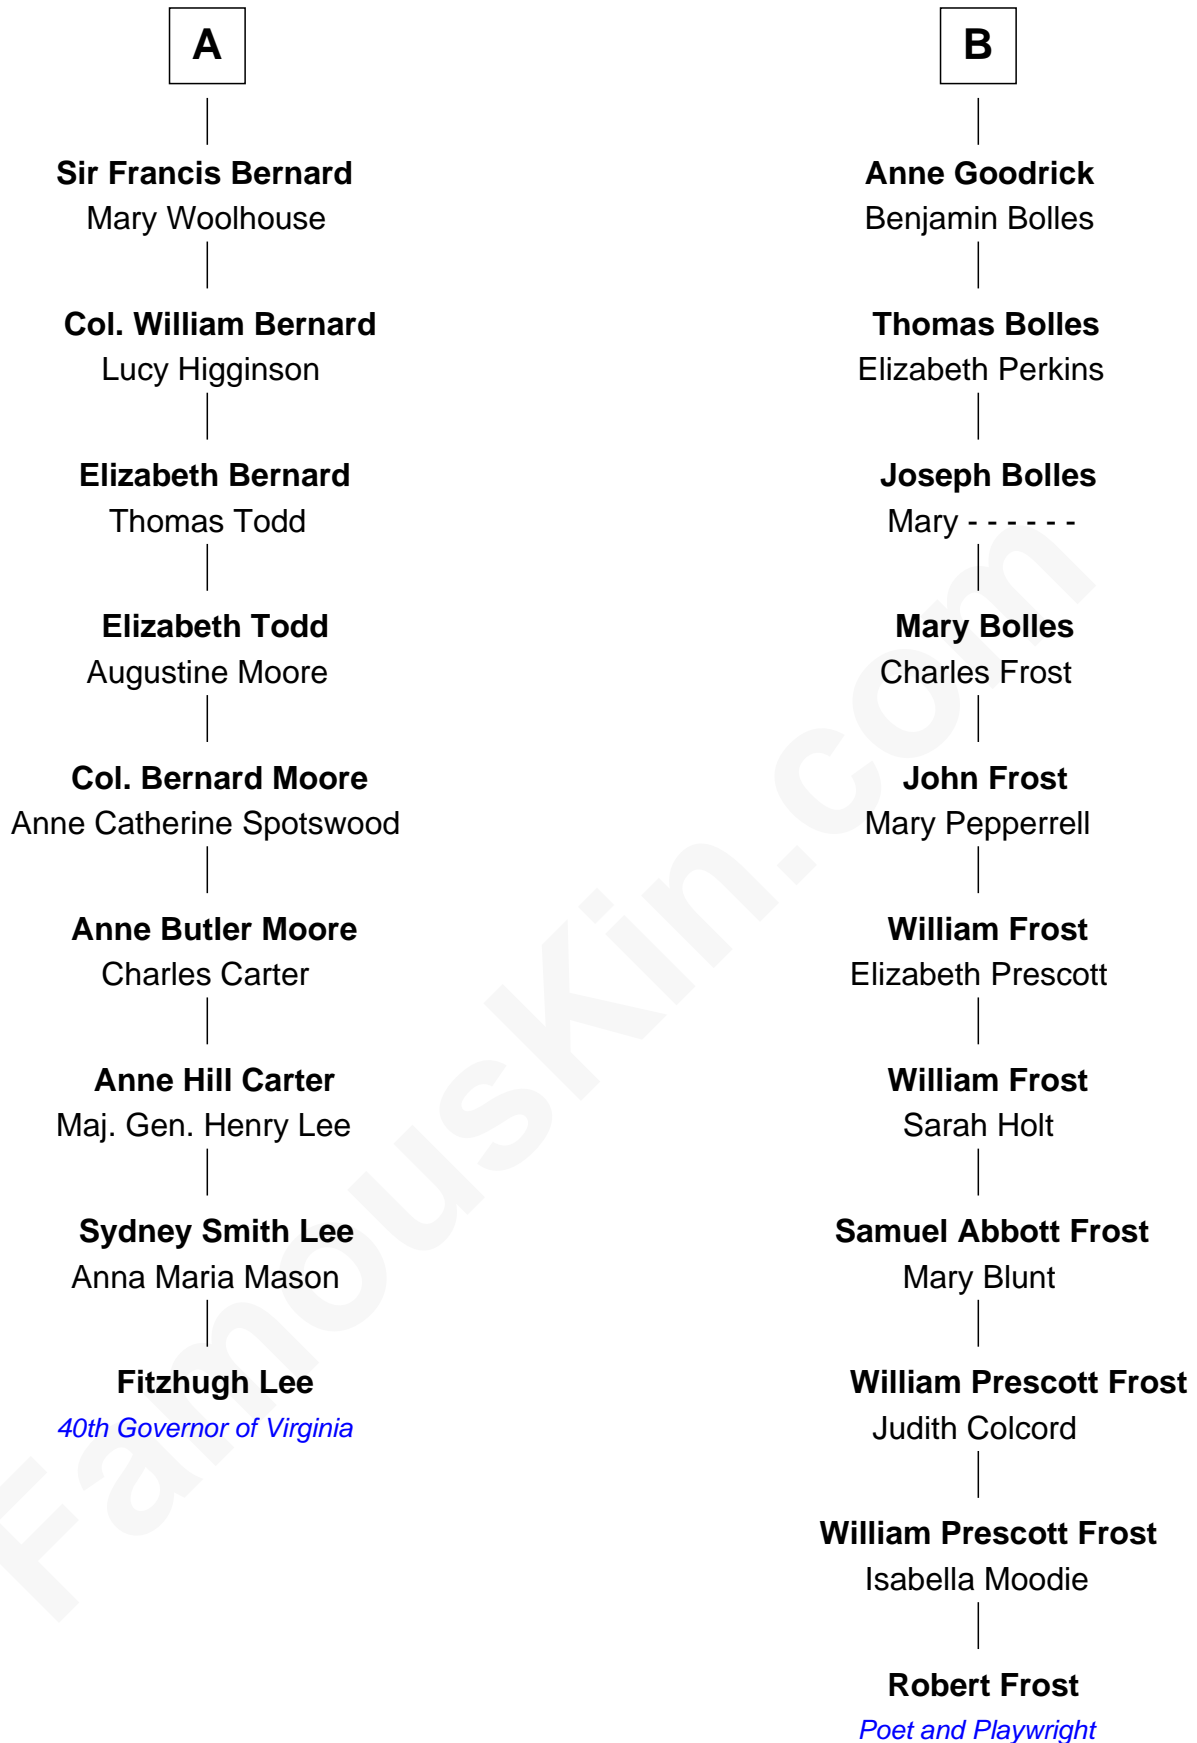 A
Sir Francis Bernard
Mary Woolhouse
Col. William Bernard
Lucy Higginson
Elizabeth Bernard
Thomas Todd
Elizabeth Todd
Augustine Moore
Col. Bernard Moore
Anne Catherine Spotswood
Anne Butler Moore
Charles Carter
Anne Hill Carter
Maj. Gen. Henry Lee
Sydney Smith Lee
Anna Maria Mason
Fitzhugh Lee
40th Governor of Virginia
B
Anne Goodrick
Benjamin Bolles
Thomas Bolles
Elizabeth Perkins
Joseph Bolles
Mary - - - - - -
Mary Bolles
Charles Frost
John Frost
Mary Pepperrell
William Frost
Elizabeth Prescott
William Frost
Sarah Holt
Samuel Abbott Frost
Mary Blunt
William Prescott Frost
Judith Colcord
William Prescott Frost
Isabella Moodie
Robert Frost
Poet and Playwright
FamousKin.com